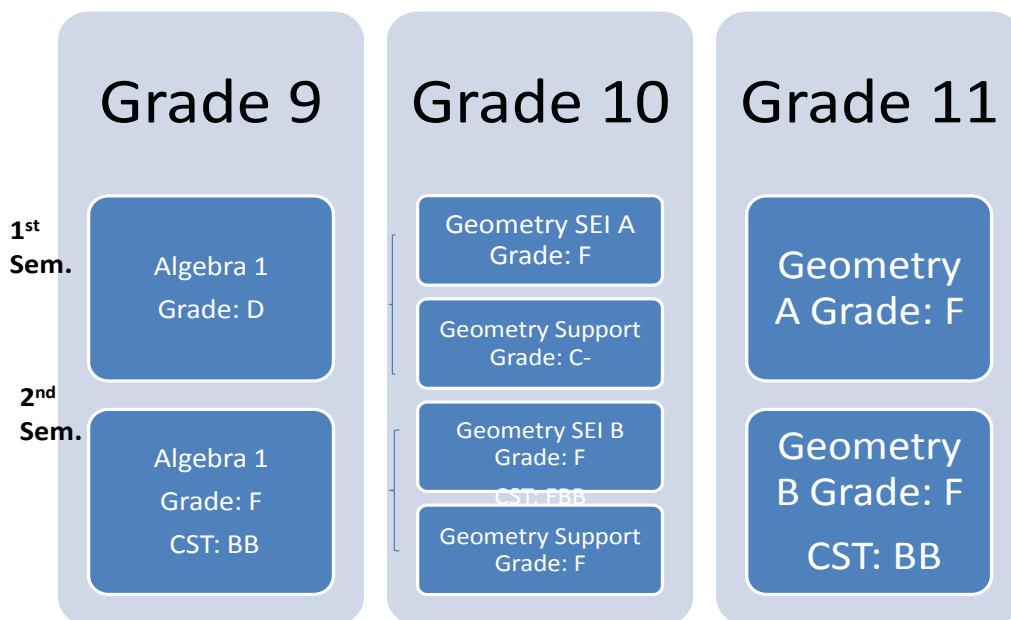 Grade 9
Grade 10
Grade 11
1st
Sem.
Algebra 1
Grade: D
Geometry SEI A
Grade: F
Geometry Support
Grade: C-
Geometry
A Grade: F
2nd
Sem.
Algebra 1
Grade: F
CST: BB
Geometry SEI B
Grade: F
CST: FBB
Geometry Support
Grade: F
Geometry
B Grade: F
CST: BB